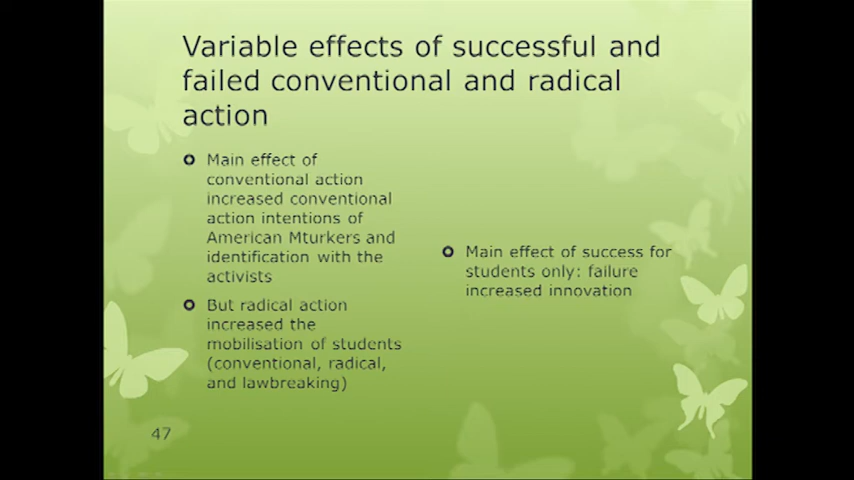 Variable effects of successful and
failed conventional and radical
action
Main effect of
conventional action
increased conventional
action intentions of
American Mturkers and
identification with the
activists
But radical action
increased the
mobilisation of students
(conventional, radical,
and lawbreaking)
Main effect of success for
students only: failure
increased innovation
47